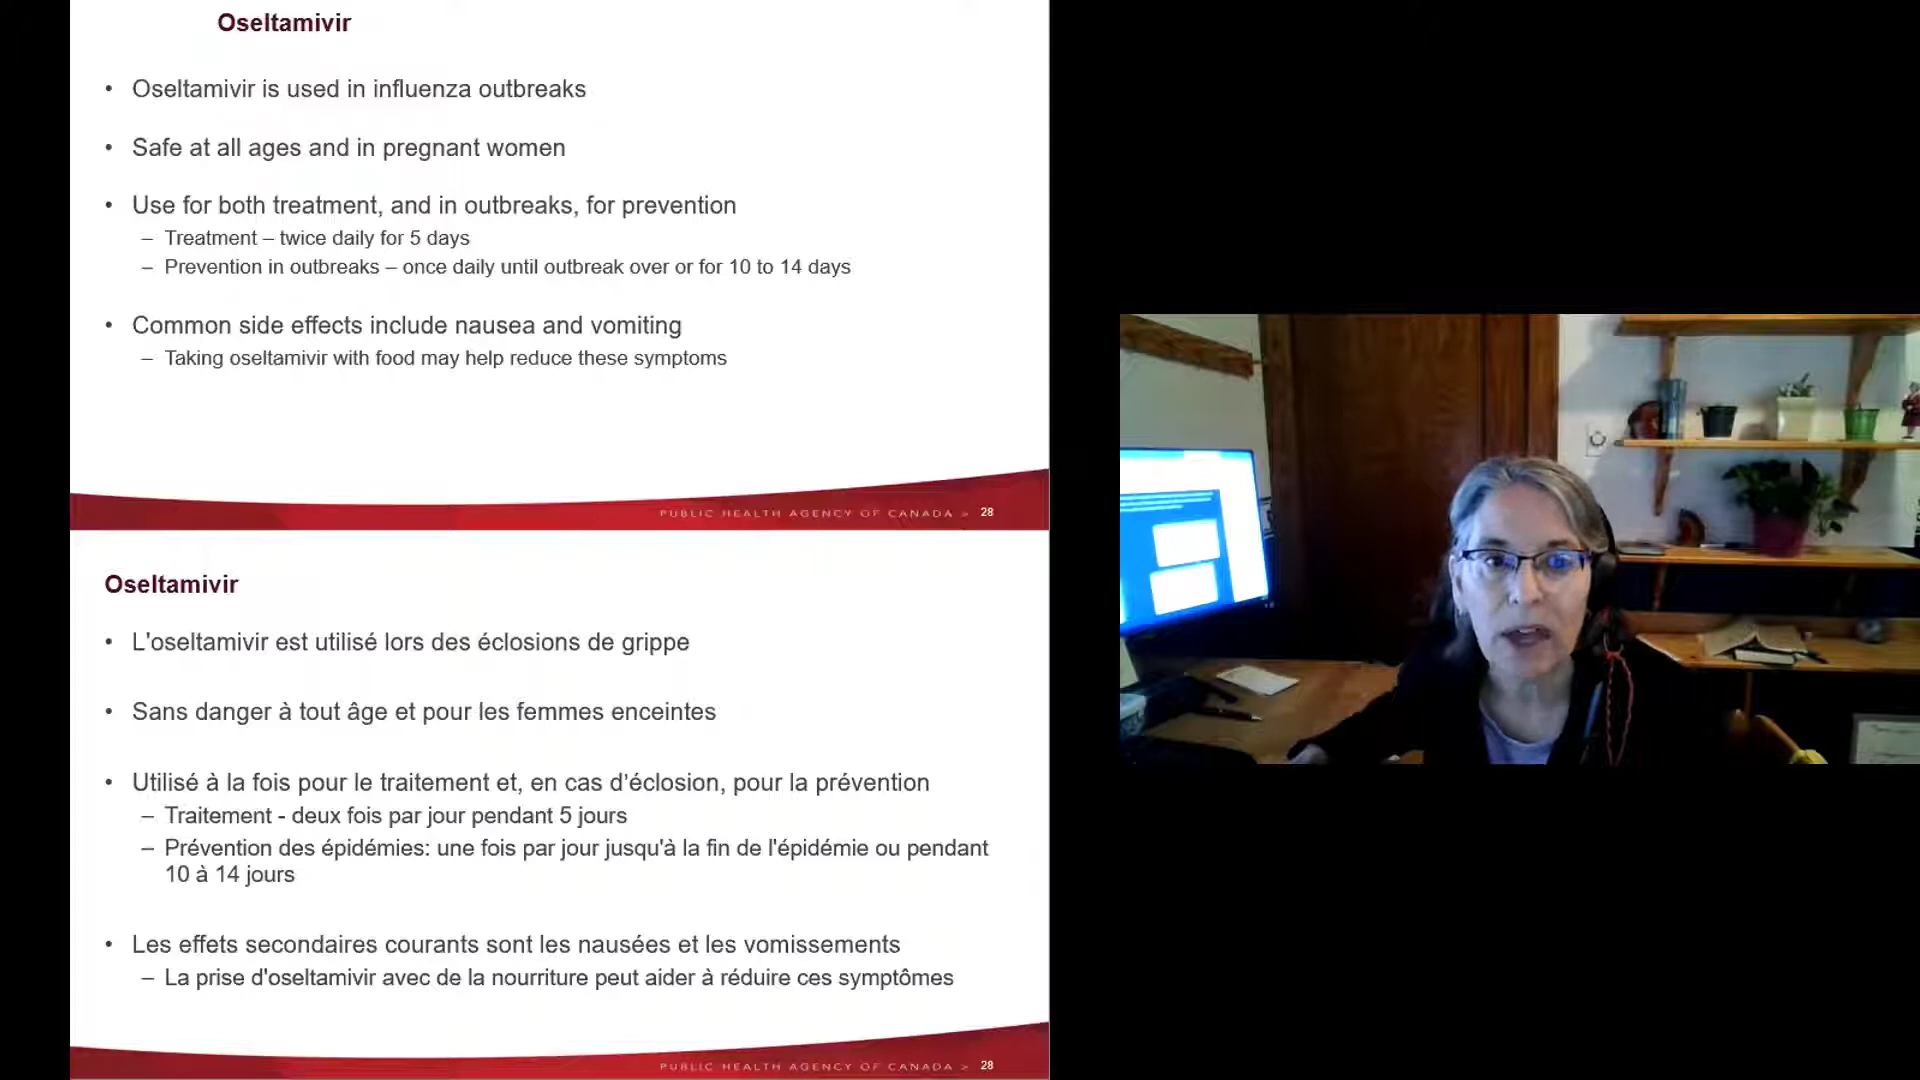 Oseltamivir
• Oseltamivir is used in influenza outbreaks
• Safe at all ages and in pregnant women
• Use for both treatment, and in outbreaks, for prevention
– Treatment – twice daily for 5 days
– Prevention in outbreaks – once daily until outbreak over or for 10 to 14 days
• Common side effects include nausea and vomiting
– Taking oseltamivir with food may help reduce these symptoms
PUBLIC HEALTH AGENCY OF CANADA > 28
Oseltamivir
• L'oseltamivir est utilisé lors des éclosions de grippe
• Sans danger à tout âge et pour les femmes enceintes
• Utilisé à la fois pour le traitement et, en cas d'éclosion, pour la prévention
– Traitement - deux fois par jour pendant 5 jours
– Prévention des épidémies: une fois par jour jusqu'à la fin de l'épidémie ou pendant
10 à 14 jours
• Les effets secondaires courants sont les nausées et les vomissements
– La prise d'oseltamivir avec de la nourriture peut aider à réduire ces symptômes
PUBLIC HEALTH AGENCY OF CANADA > 28